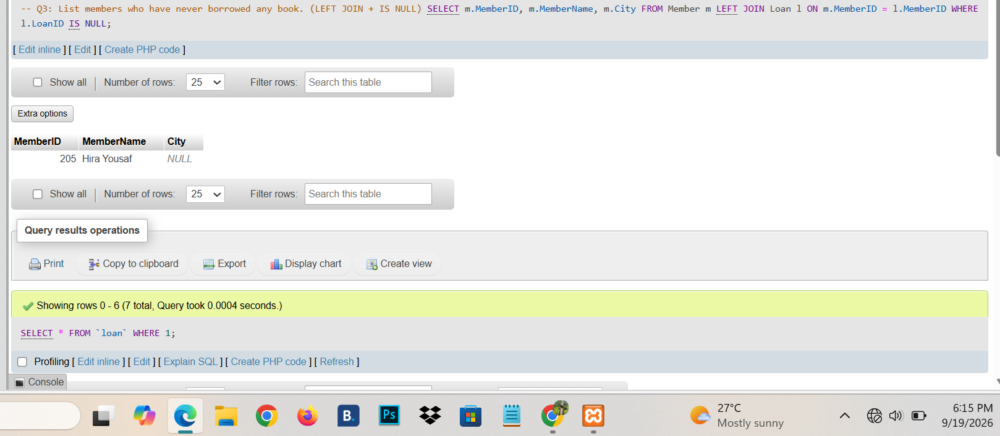 -- Q3: List members who have never borrowed any book. (LEFT JOIN + IS NULL) SELECT m.MemberID, m.MemberName, m.City FROM Member m LEFT JOIN Loan l ON m.MemberID = l.MemberID WHERE
l.LoanID IS NULL;
[ Edit inline ] [ Edit ] [ Create PHP code ]
Show all | Number of rows: 25 Filter rows: Search this table
Extra options
MemberID MemberName City
205 Hira Yousaf NULL
Show all | Number of rows: 25 Filter rows: Search this table
Query results operations
Print Copy to clipboard Export Display chart Create view
Showing rows 0 - 6 (7 total, Query took 0.0004 seconds.)
SELECT * FROM `loan` WHERE 1;
Profiling [ Edit inline ] [ Edit ] [ Explain SQL ] [ Create PHP code ] [ Refresh ]
Console
B. Ps
27°C
Mostly sunny
6:15 PM
9/19/2026